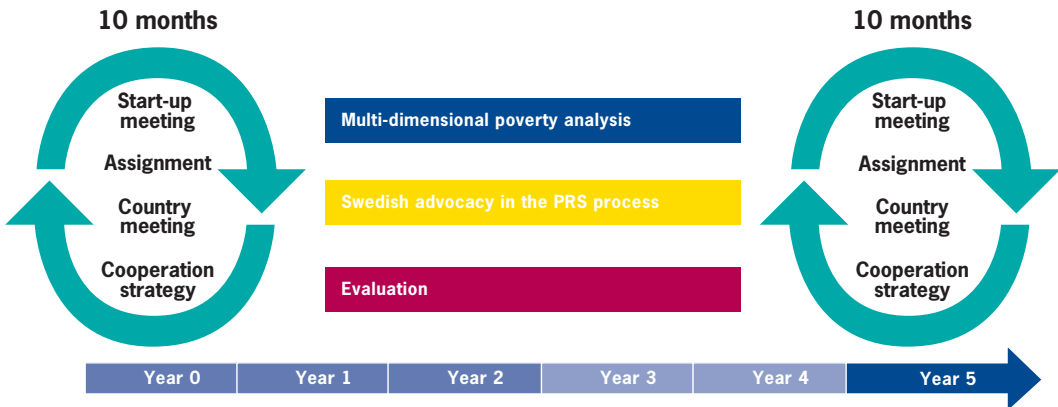 10 months
Start-up
meeting
Assignment
Country
meeting
Cooperation
strategy
Multi-dimensional poverty analysis
Swedish advocacy in the PRS process
Evaluation
10 months
Start-up
meeting
Assignment
Country
meeting
Cooperation
strategy
Year 0
Year 1
Year 2
Year 3
Year 4
Year 5